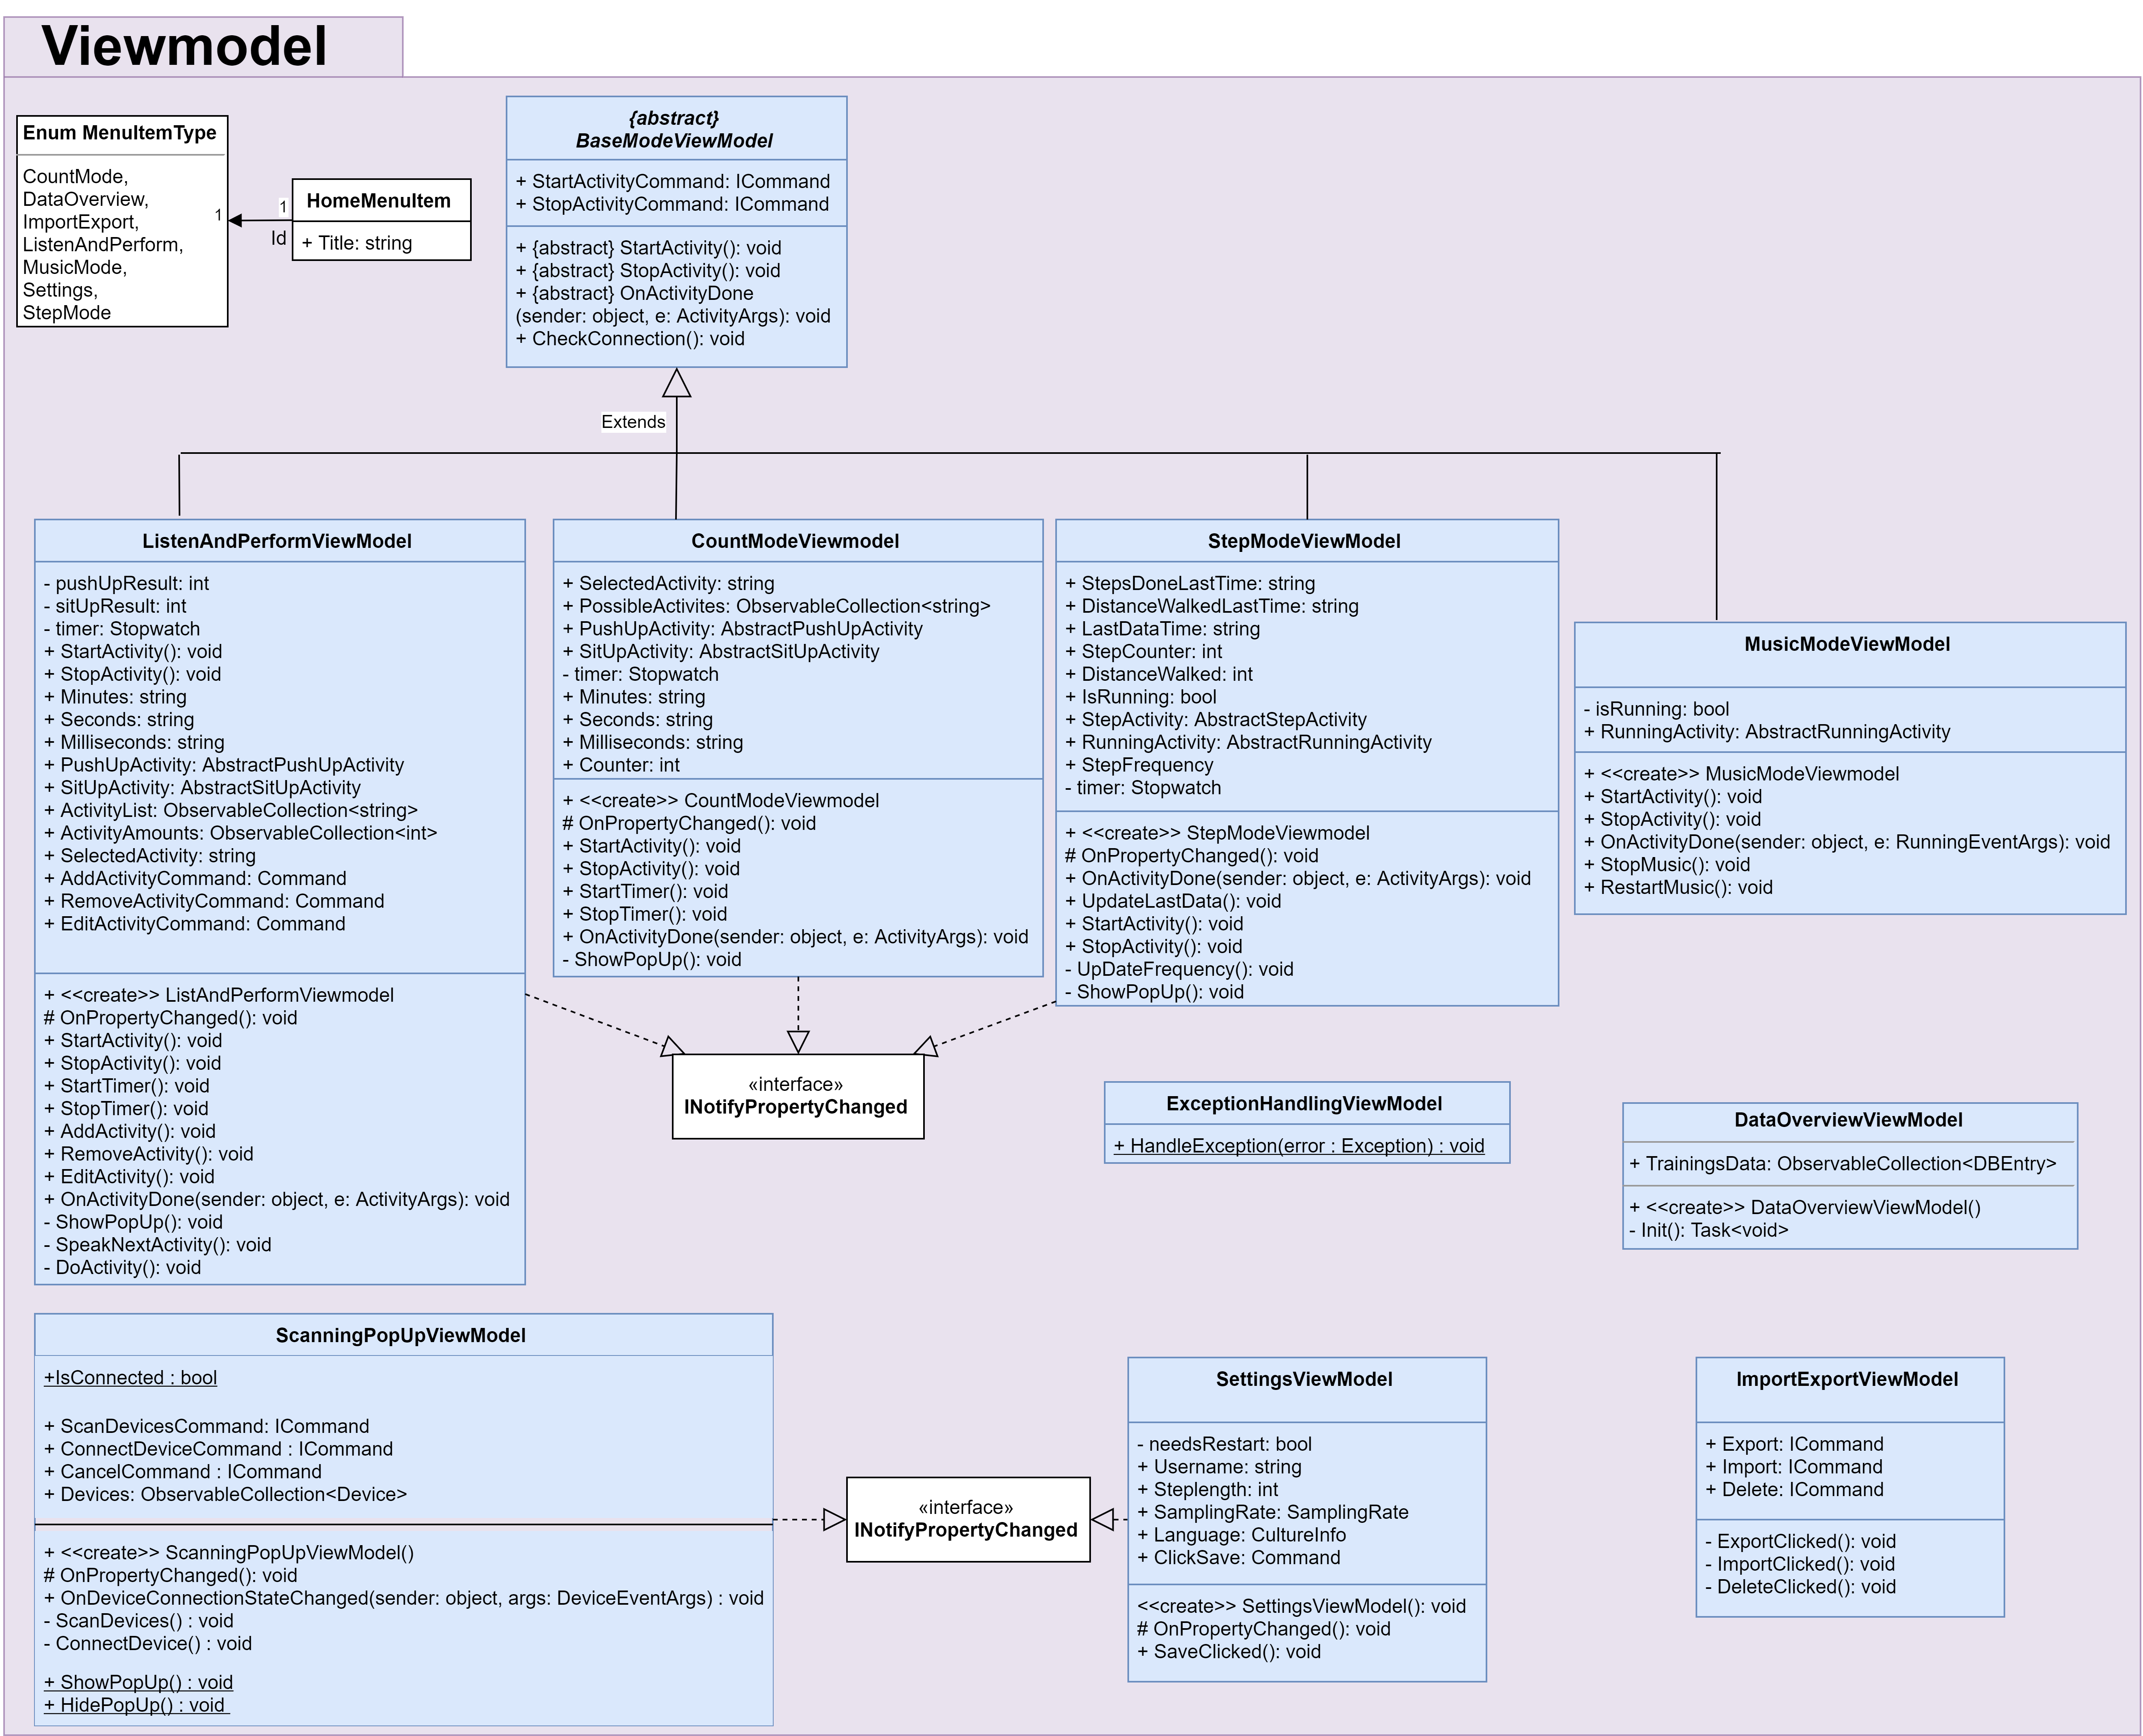 Viewmodel
Enum MenuItemType
CountMode,
DataOverview,
ImportExport,
ListenAndPerform,
MusicMode,
Settings,
StepMode
1
1
Id
HomeMenuItem
+ Title: string
{abstract}
BaseModeViewModel
+ StartActivityCommand: ICommand
+ StopActivityCommand: ICommand
+ {abstract} StartActivity(): void
+ {abstract} StopActivity(): void
+ {abstract} OnActivityDone
(sender: object, e: ActivityArgs): void
+ CheckConnection(): void
Extends
ListenAndPerformViewModel
- pushUpResult: int
- sitUpResult: int
- timer: Stopwatch
+ StartActivity(): void
+ StopActivity(): void
+ Minutes: string
+ Seconds: string
+ Milliseconds: string
+ PushUpActivity: AbstractPushUpActivity
+ SitUpActivity: AbstractSitUpActivity
+ ActivityList: ObservableCollection<string>
+ ActivityAmounts: ObservableCollection<int>
+ SelectedActivity: string
+ AddActivityCommand: Command
+ RemoveActivityCommand: Command
+ EditActivityCommand: Command
+ <<create>> ListAndPerformViewmodel
# OnPropertyChanged(): void
+ StartActivity(): void
+ StopActivity(): void
+ StartTimer(): void
+ StopTimer(): void
+ AddActivity(): void
+ RemoveActivity(): void
+ EditActivity(): void
+ OnActivityDone(sender: object, e: ActivityArgs): void
- ShowPopUp(): void
- SpeakNextActivity(): void
- DoActivity(): void
CountModeViewmodel
+ SelectedActivity: string
+ PossibleActivites: ObservableCollection<string>
+ PushUpActivity: AbstractPushUpActivity
+ SitUpActivity: AbstractSitUpActivity
- timer: Stopwatch
+ Minutes: string
+ Seconds: string
+ Milliseconds: string
+ Counter: int
+ <<create>> CountModeViewmodel
# OnPropertyChanged(): void
+ StartActivity(): void
+ StopActivity(): void
+ StartTimer(): void
+ StopTimer(): void
+ OnActivityDone(sender: object, e: ActivityArgs): void
- ShowPopUp(): void
StepModeViewModel
+ StepsDoneLastTime: string
+ DistanceWalkedLastTime: string
+ LastDataTime: string
+ StepCounter: int
+ DistanceWalked: int
+ IsRunning: bool
+ StepActivity: AbstractStepActivity
+ RunningActivity: AbstractRunningActivity
+ StepFrequency
- timer: Stopwatch
+ <<create>> StepModeViewmodel
# OnPropertyChanged(): void
+ OnActivityDone(sender: object, e: ActivityArgs): void
+ UpdateLastData(): void
+ StartActivity(): void
+ StopActivity(): void
- UpDateFrequency(): void
- ShowPopUp(): void
MusicModeViewModel
- isRunning: bool
+ RunningActivity: AbstractRunningActivity
+ <<create>> MusicModeViewmodel
+ StartActivity(): void
+ StopActivity(): void
+ OnActivityDone(sender: object, e: RunningEventArgs): void
+ StopMusic(): void
+ RestartMusic(): void
«interface»
INotifyPropertyChanged
ExceptionHandlingViewModel
+ HandleException(error : Exception) : void
DataOverviewViewModel
+ TrainingsData: ObservableCollection<DBEntry>
+ <<create>> DataOverviewViewModel()
- Init(): Task<void>
ScanningPopUpViewModel
+IsConnected : bool
+ ScanDevicesCommand: ICommand
+ ConnectDeviceCommand : ICommand
+ CancelCommand : ICommand
+ Devices: ObservableCollection<Device>
+ <<create>> ScanningPopUpViewModel()
# OnPropertyChanged(): void
+ OnDeviceConnectionStateChanged(sender: object, args: DeviceEventArgs) : void
- ScanDevices() : void
- ConnectDevice() : void
+ ShowPopUp() : void
+ HidePopUp() : void
«interface»
INotifyPropertyChanged
SettingsViewModel
- needsRestart: bool
+ Username: string
+ Steplength: int
+ SamplingRate: SamplingRate
+ Language: CultureInfo
+ ClickSave: Command
<<create>> SettingsViewModel(): void
# OnPropertyChanged(): void
+ SaveClicked(): void
ImportExportViewModel
+ Export: ICommand
+ Import: ICommand
+ Delete: ICommand
- ExportClicked(): void
- ImportClicked(): void
- DeleteClicked(): void